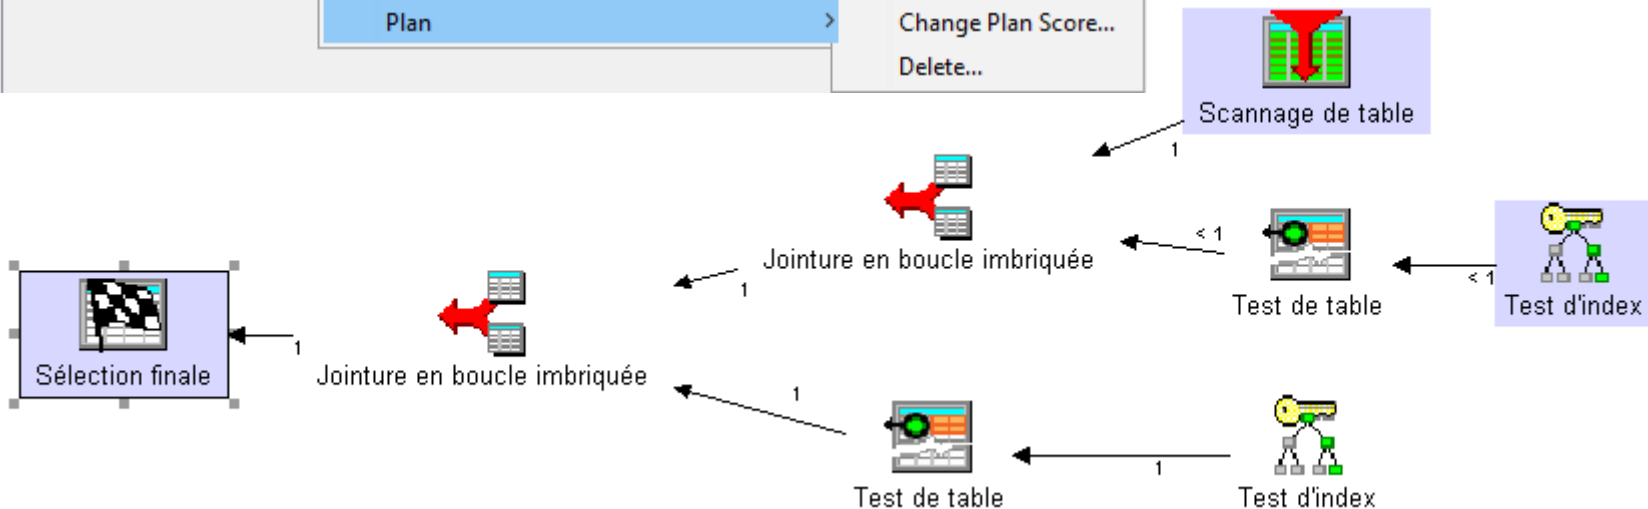 Plan
>
Change Plan Score...
Delete...
Scannage de table
1
Jointure en boucle imbriquée
< 1
Test de table
< 1
Test d'index
1
Sélection finale
1
Jointure en boucle imbriquée
1
Test de table
1
Test d'index